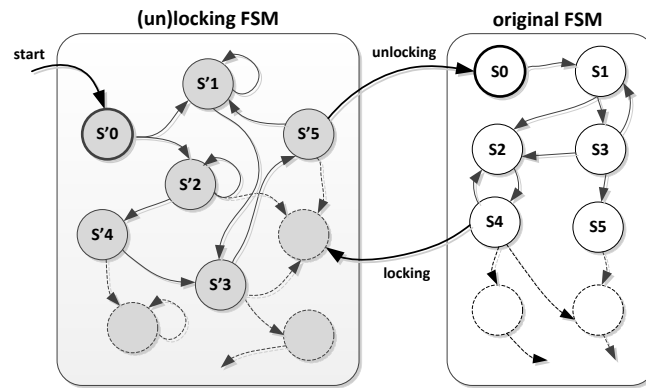 (un)locking FSM
original FSM
start
unlocking
S'0
S'1
S'5
S'2
S'4
S'3
S0
S1
S2
S3
S4
S5
locking